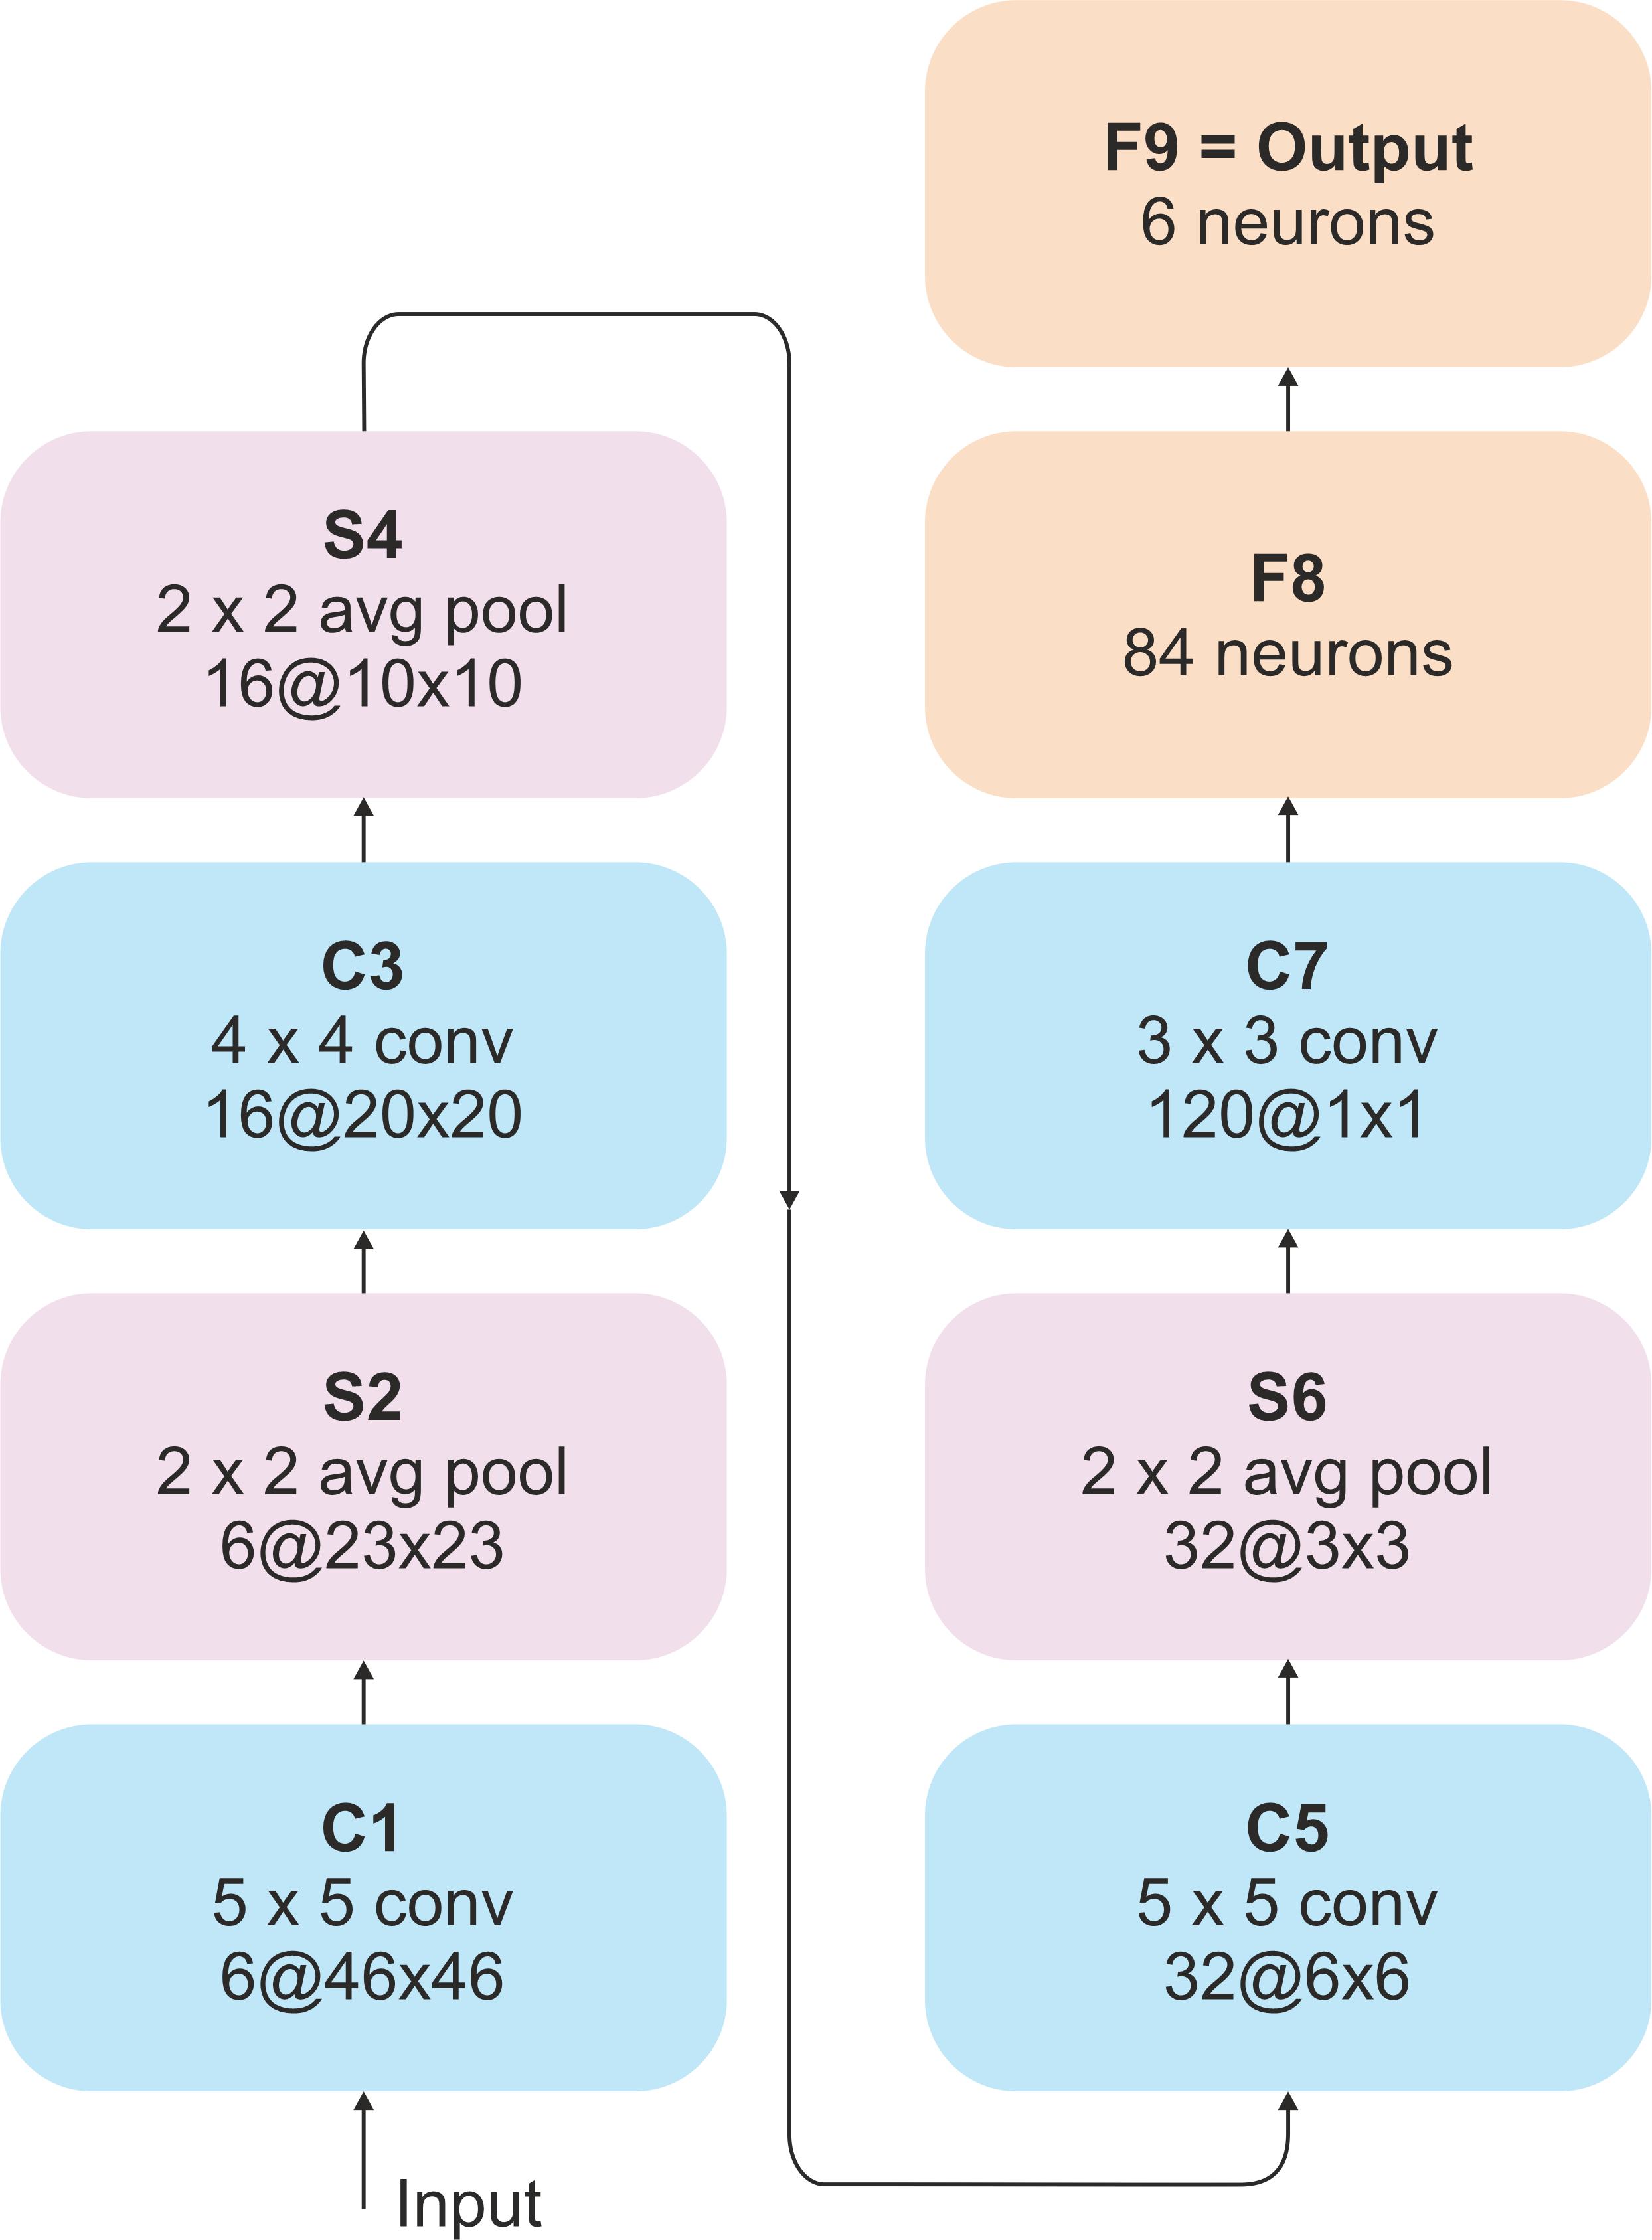 Input
C1
5 x 5 conv
6@46x46
S2
2 x 2 avg pool
6@23x23
C3
4 x 4 conv
16@20x20
S4
2 x 2 avg pool
16@10x10
C5
5 x 5 conv
32@6x6
S6
2 x 2 avg pool
32@3x3
C7
3 x 3 conv
120@1x1
F8
84 neurons
F9 = Output
6 neurons